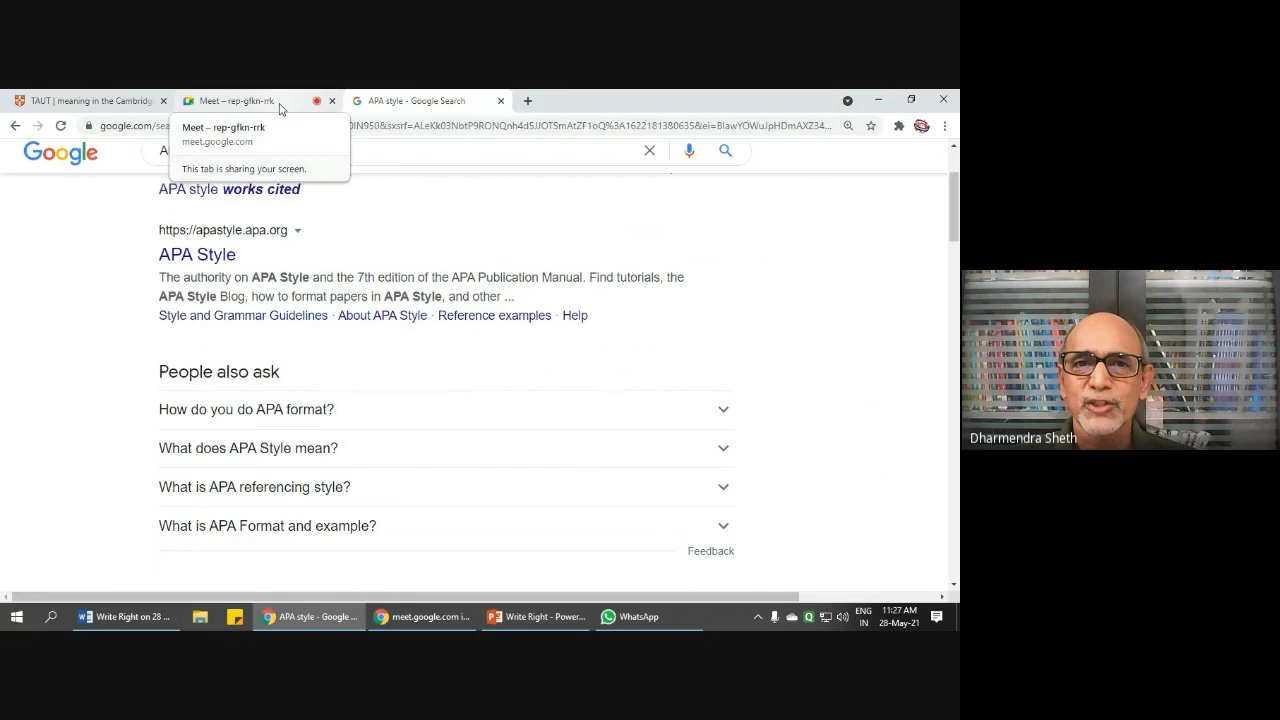 TAUT | meaning in the Cambridg
Meet – rep-gfkn-rrk
APA style - Google Search
Meet – rep-gfkn-rrk
meet.google.com
This tab is sharing your screen.
Google
APA style works cited
https://apastyle.apa.org
APA Style
The authority on APA Style and the 7th edition of the APA Publication Manual. Find tutorials, the
APA Style Blog, how to format papers in APA Style, and other ...
Style and Grammar Guidelines · About APA Style · Reference examples · Help
People also ask
How do you do APA format?
What does APA Style mean?
What is APA referencing style?
What is APA Format and example?
Feedback
Dharmendra Sheth
Write Right on 28 ...
APA style - Google ...
meet.google.com i...
Write Right - Power...
WhatsApp
ENG
IN
11:27 AM
28-May-21